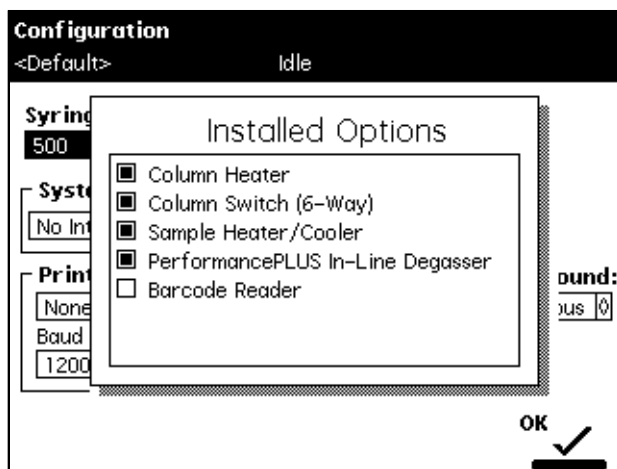 Configuration
<Default> Idle
Syring
500
Installed Options
Column Heater
Column Switch (6-Way)
Sample Heater/Cooler
PerformancePLUS In-Line Degasser
Barcode Reader
Syste
No Int
Print
ound:
None
ous
Baud
1200
OK